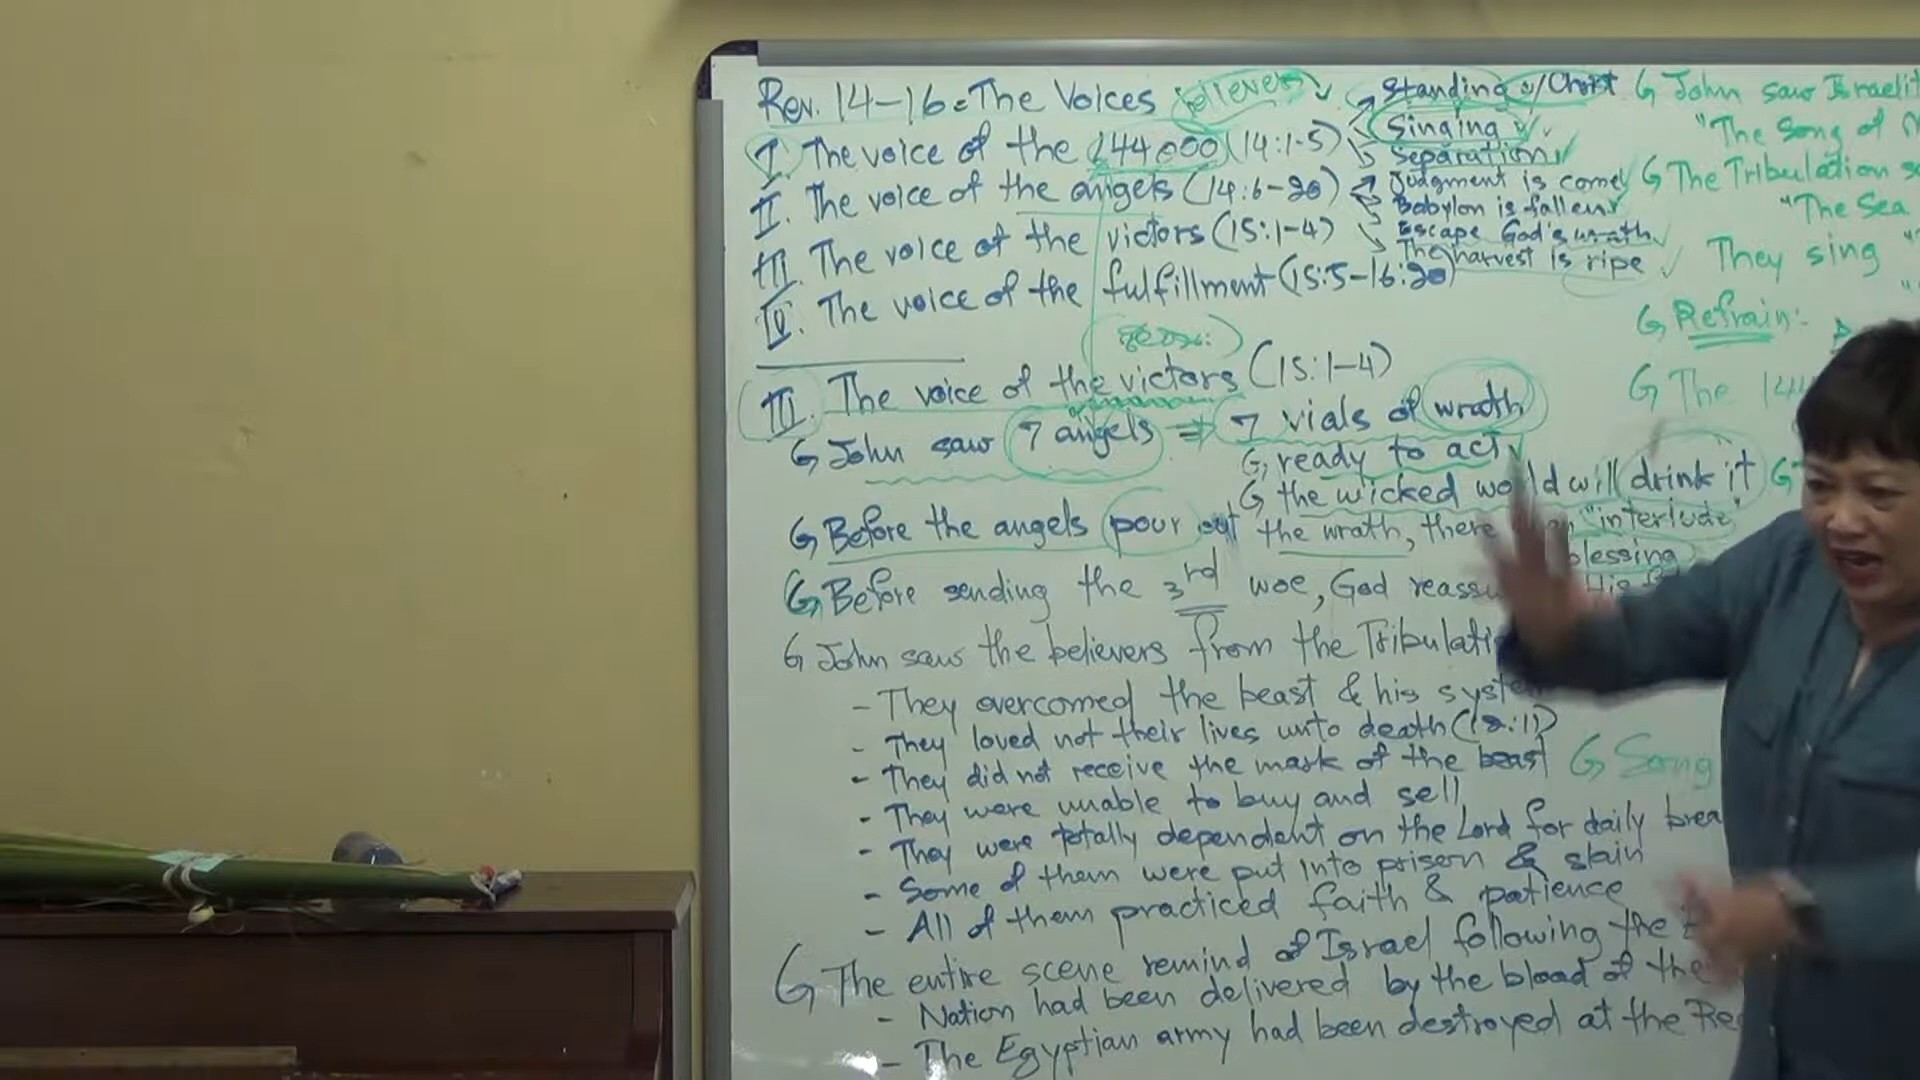 Rev. 14-16 = The Voices believers
Standing w/Christ
Singing
Separation
I. The voice of the 144000 (14:1-5)
II. The voice of the angels (14:6-20)
Judgment is come
Babylon is fallen
Escape God's wrath
The harvest is ripe
III. The voice of the victors (15:1-4)
IV. The voice of the fulfillment (15:5-16:20)
III. The voice of the victors (15:1-4)
John saw 7 angels ⇒ 7 vials of wrath
ready to act
the wicked world will drink it
Before the angels pour out the wrath, there "interlude"
blessing
Before sending the 3rd woe, God
John saw the believers from the
- They overcomed the beast & his
- They loved not their lives unto death (12:11)
- They did not receive the mask of the beast
- They were unable to buy and sell
- They were totally dependent on the Lord for daily
- Some of them were put into prison & slain
- All of them practiced faith & patience
The entire scene remind of Israel following the
- Nation had been delivered by the blood of the
- The Egyptian army had been destroyed at the
John saw
"The Song of
The Tribulation
"The Sea
They sing
Refrain:
The
Song